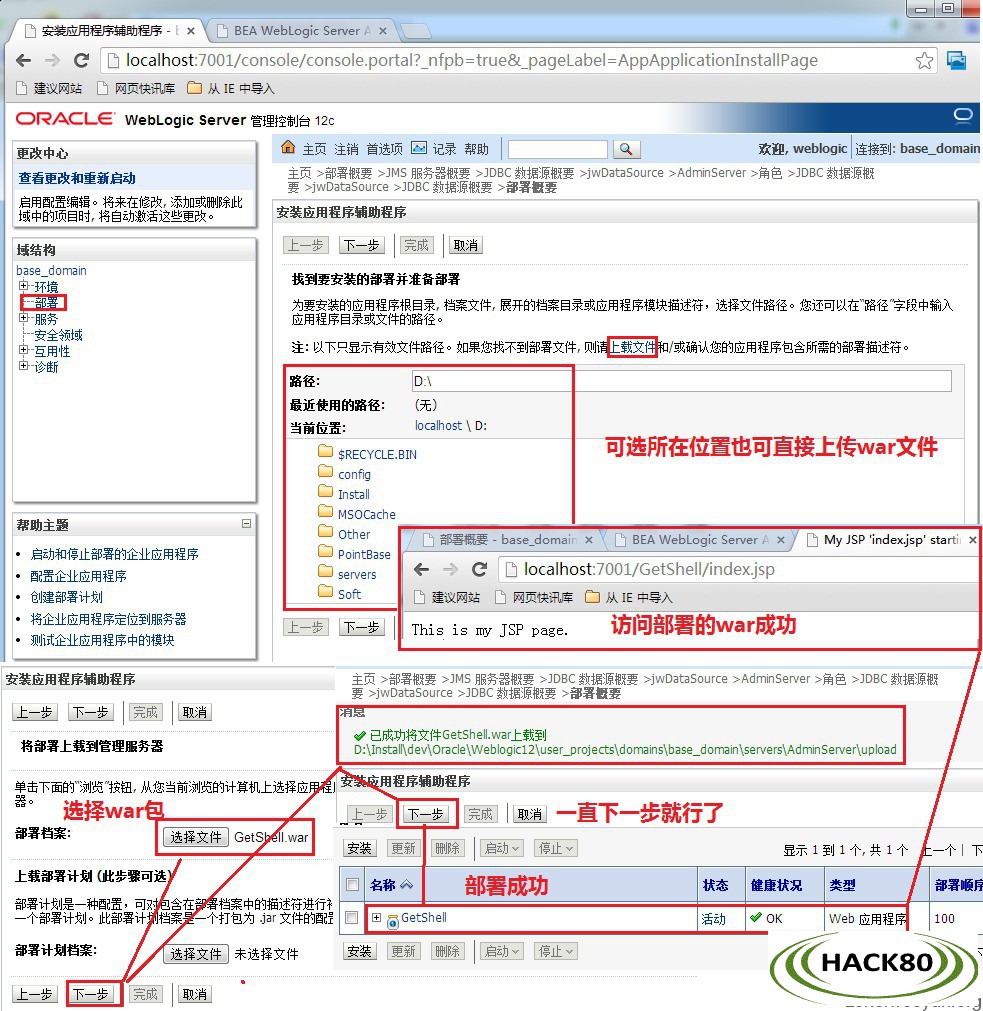 安装应用程序辅助程序 -
BEA WebLogic Server A
localhost:7001/console/console.portal?_nfpb=true&_pageLabel=AppApplicationInstallPage
建议网站
网页快讯库
从 IE 中导入
ORACLE WebLogic Server 管理控制台 12c
更改中心
查看更改和重新启动
启用配置编辑。将来在修改, 添加或删除此
域中的项目时, 将自动激活这些更改。
域结构
base_domain
环境
部署
服务
安全领域
互用性
诊断
帮助主题
启动和停止部署的企业应用程序
配置企业应用程序
创建部署计划
将企业应用程序定位到服务器
测试企业应用程序中的模块
主页 注销 首选项 记录 帮助
欢迎, weblogic
连接到: base_domain
主页 >部署概要 >JMS 服务器概要 >JDBC 数据源概要 >jwDataSource >AdminServer >角色 >JDBC 数据源概
要 >jwDataSource >JDBC 数据源概要 >部署概要
安装应用程序辅助程序
上一步 下一步 完成 取消
找到要安装的部署并准备部署
为要安装的应用程序根目录, 档案文件, 展开的档案目录或应用程序模块描述符，选择文件路径。您还可以在“路径”字段中输入
应用程序目录或文件的路径。
注: 以下只显示有效文件路径。如果您找不到部署文件, 则请上载文件和/或确认您的应用程序包含所需的部署描述符。
路径: D:\
最近使用的路径: (无)
当前位置: localhost \ D:
$RECYCLE.BIN
config
Install
MSOCache
Other
PointBase
servers
Soft
上一步 下一步
可选所在位置也可直接上传war文件
部署概要 - base_domain
BEA WebLogic Server A
My JSP 'index.jsp' starti
localhost:7001/GetShell/index.jsp
建议网站
网页快讯库
从 IE 中导入
This is my JSP page.
访问部署的war成功
安装应用程序辅助程序
上一步 下一步 完成 取消
将部署上载到管理服务器
单击下面的“浏览”按钮, 从您当前浏览的计算机上选择应用程
器。
选择war包
部署档案: 选择文件 GetShell.war
上载部署计划 (此步骤可选)
部署计划是一种配置，可对包含在部署档案中的描述符进行补
一个部署计划。此部署计划档案是一个打包为 .jar 文件的配置
部署计划档案: 选择文件 未选择文件
上一步 下一步 完成 取消
主页 >部署概要 >JMS 服务器概要 >JDBC 数据源概要 >jwDataSource >AdminServer >角色 >JDBC 数据源概
要 >jwDataSource >JDBC 数据源概要 >部署概要
消息
已成功将文件GetShell.war上载到
D:\Install\dev\Oracle\Weblogic12\user_projects\domains\base_domain\servers\AdminServer\upload
安装应用程序辅助程序
上一步 下一步 完成 取消
一直下一步就行了
安装 更新 删除 启动 停止
显示 1 到 1 个, 共 1 个 上一个 | 下
名称 状态 健康状况 类型 部署顺序
部署成功
GetShell 活动 OK Web 应用程序 100
安装 更新 删除 启动 停止
HACK80